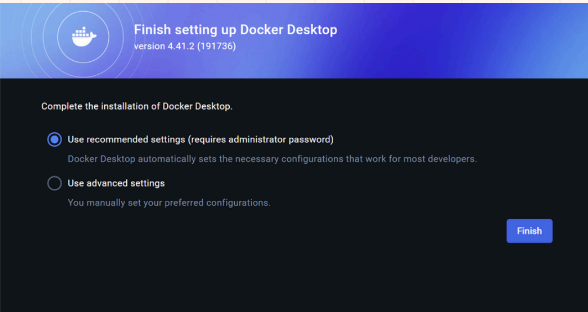 Finish setting up Docker Desktop
version 4.41.2 (191736)
Complete the installation of Docker Desktop.
Use recommended settings (requires administrator password)
Docker Desktop automatically sets the necessary configurations that work for most developers.
Use advanced settings
You manually set your preferred configurations.
Finish